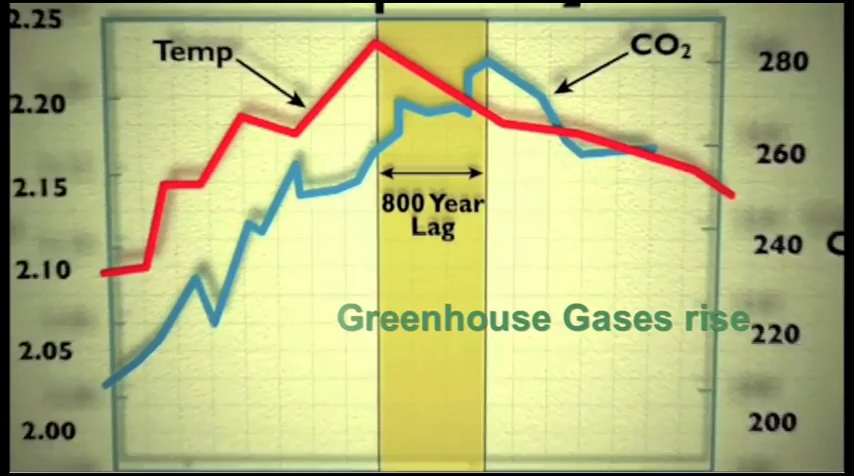 2.25
2.20
2.15
2.10
2.05
2.00
Temp
CO₂
800 Year
Lag
Greenhouse Gases rise
280
260
240
220
200